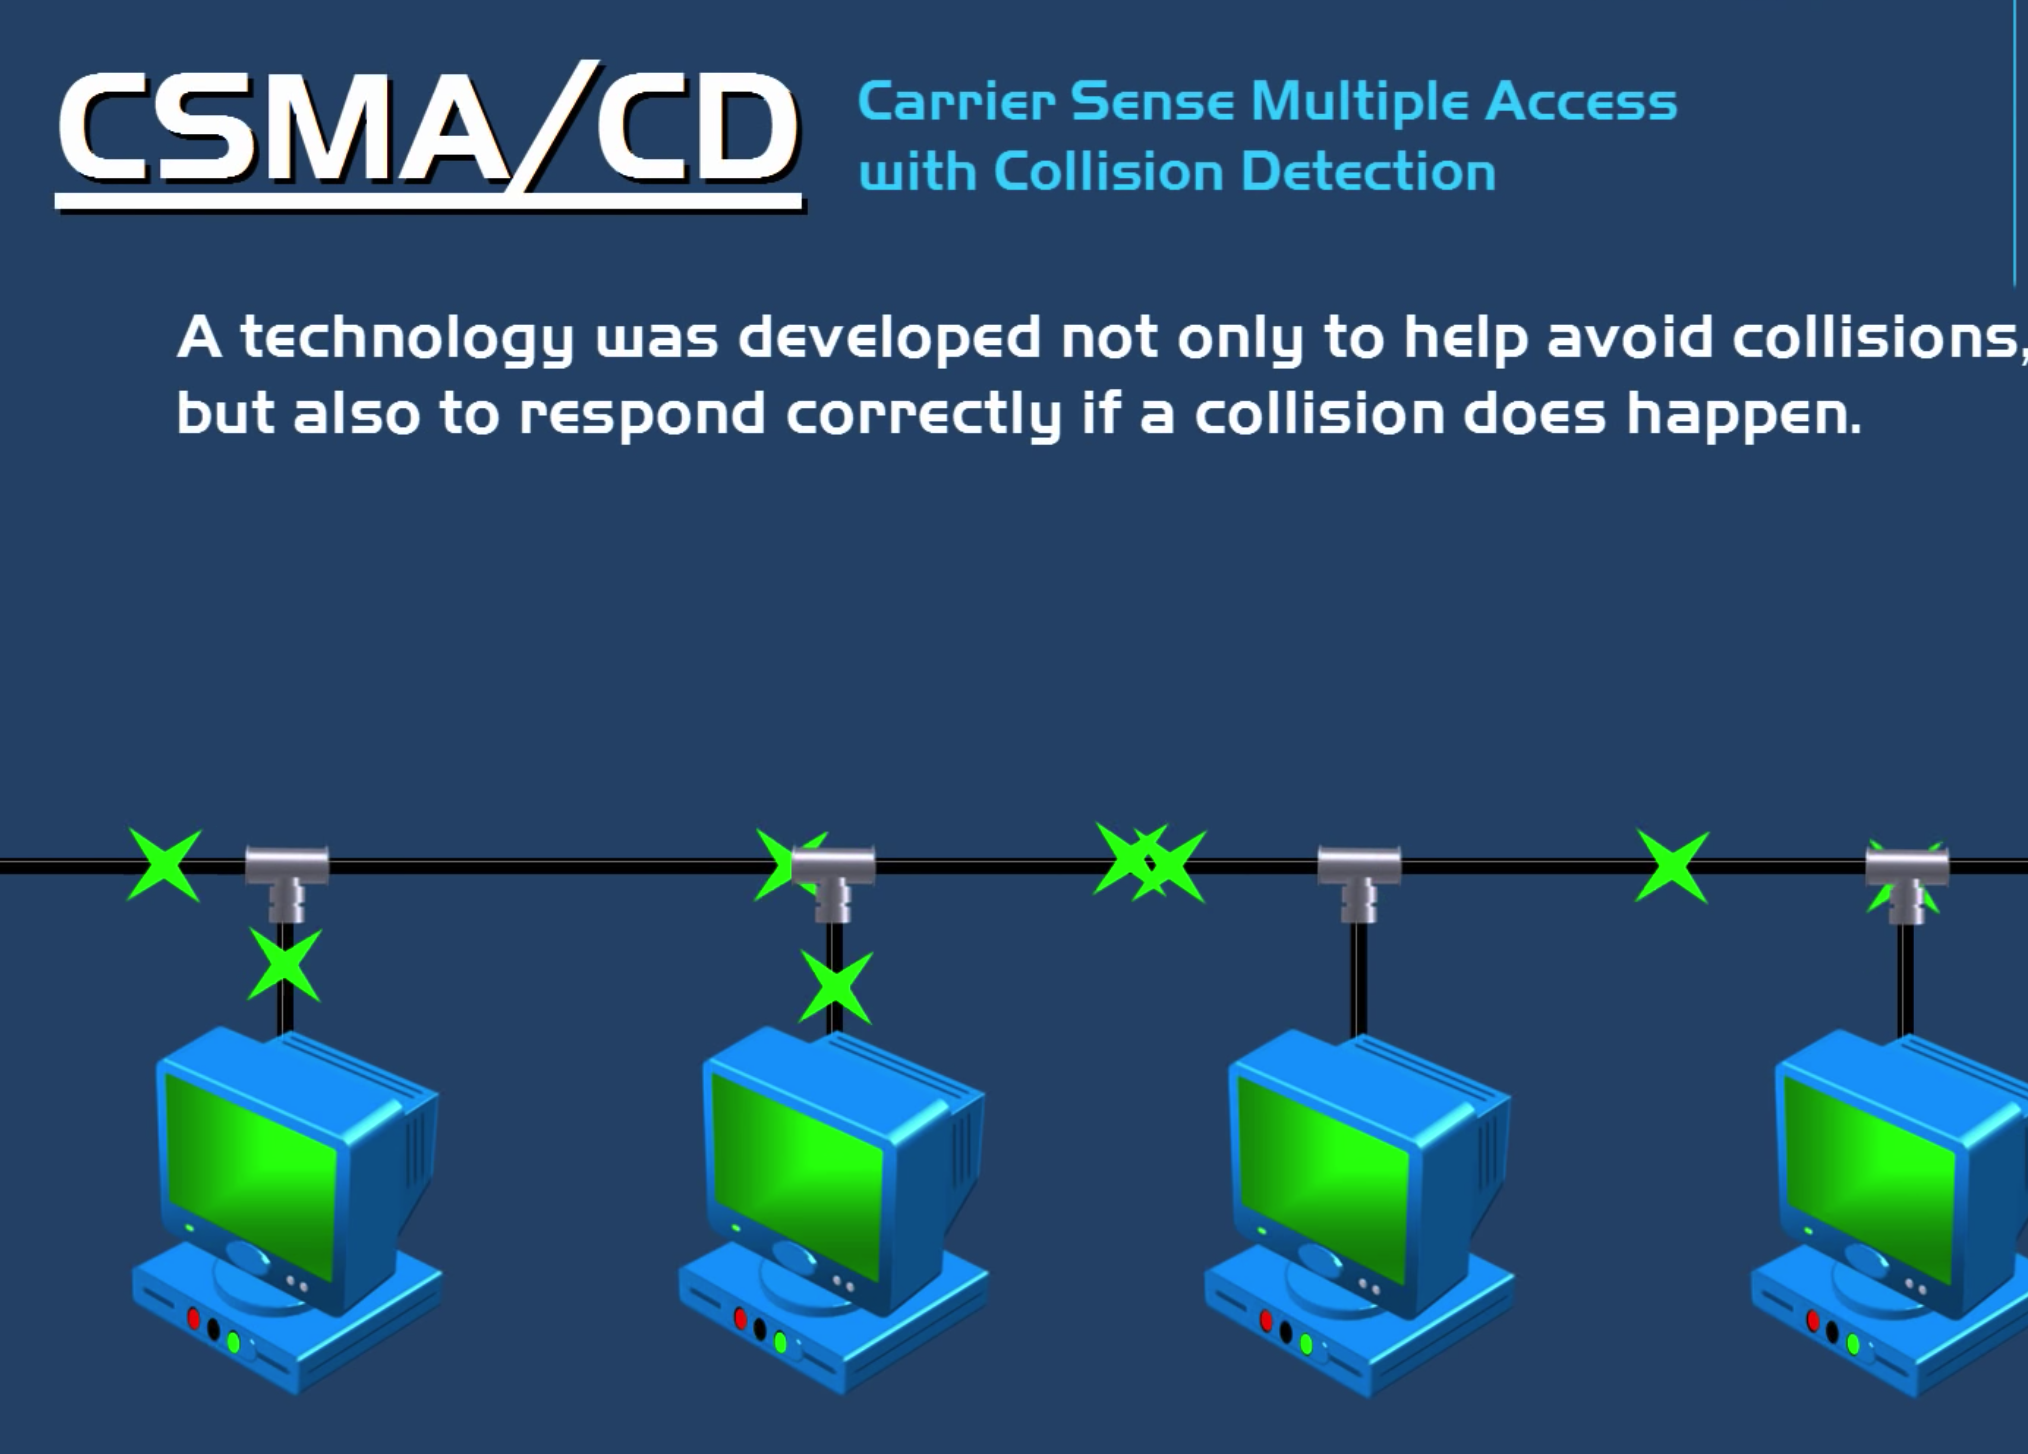 CSMA/CD
Carrier Sense Multiple Access
with Collision Detection
A technology was developed not only to help avoid collisions,
but also to respond correctly if a collision does happen.